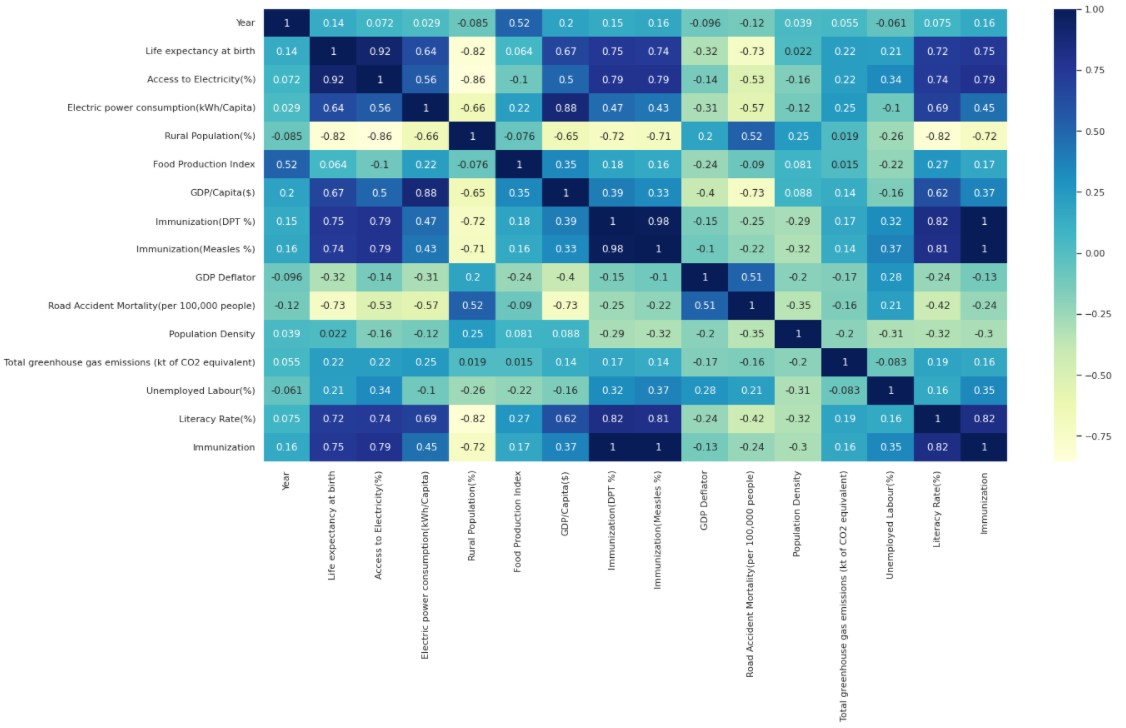 Year 1 0.14 0.072 0.029 -0.085 0.52 0.2 0.15 0.16 -0.096 -0.12 0.039 0.055 -0.061 0.075 0.16
Life expectancy at birth 0.14 1 0.92 0.64 -0.82 0.064 0.67 0.75 0.74 -0.32 -0.73 0.022 0.22 0.21 0.72 0.75
Access to Electricity(%) 0.072 0.92 1 0.56 -0.86 -0.1 0.5 0.79 0.79 -0.14 -0.53 -0.16 0.22 0.34 0.74 0.79
Electric power consumption(kWh/Capita) 0.029 0.64 0.56 1 -0.66 0.22 0.88 0.47 0.43 -0.31 -0.57 -0.12 0.25 -0.1 0.69 0.45
Rural Population(%) -0.085 -0.82 -0.86 -0.66 1 -0.076 -0.65 -0.72 -0.71 0.2 0.52 0.25 0.019 -0.26 -0.82 -0.72
Food Production Index 0.52 0.064 -0.1 0.22 -0.076 1 0.35 0.18 0.16 -0.24 -0.09 0.081 0.015 -0.22 0.27 0.17
GDP/Capita($) 0.2 0.67 0.5 0.88 -0.65 0.35 1 0.39 0.33 -0.4 -0.73 0.088 0.14 -0.16 0.62 0.37
Immunization(DPT %) 0.15 0.75 0.79 0.47 -0.72 0.18 0.39 1 0.98 -0.15 -0.25 -0.29 0.17 0.32 0.82 1
Immunization(Measles %) 0.16 0.74 0.79 0.43 -0.71 0.16 0.33 0.98 1 -0.1 -0.22 -0.32 0.14 0.37 0.81 1
GDP Deflator -0.096 -0.32 -0.14 -0.31 0.2 -0.24 -0.4 -0.15 -0.1 1 0.51 -0.2 -0.17 0.28 -0.24 -0.13
Road Accident Mortality(per 100,000 people) -0.12 -0.73 -0.53 -0.57 0.52 -0.09 -0.73 -0.25 -0.22 0.51 1 -0.35 -0.16 0.21 -0.42 -0.24
Population Density 0.039 0.022 -0.16 -0.12 0.25 0.081 0.088 -0.29 -0.32 -0.2 -0.35 1 -0.2 -0.31 -0.32 -0.3
Total greenhouse gas emissions (kt of CO2 equivalent) 0.055 0.22 0.22 0.25 0.019 0.015 0.14 0.17 0.14 -0.17 -0.16 -0.2 1 -0.083 0.19 0.16
Unemployed Labour(%) -0.061 0.21 0.34 -0.1 -0.26 -0.22 -0.16 0.32 0.37 0.28 0.21 -0.31 -0.083 1 0.16 0.35
Literacy Rate(%) 0.075 0.72 0.74 0.69 -0.82 0.27 0.62 0.82 0.81 -0.24 -0.42 -0.32 0.19 0.16 1 0.82
Immunization 0.16 0.75 0.79 0.45 -0.72 0.17 0.37 1 1 -0.13 -0.24 -0.3 0.16 0.35 0.82 1
Year
Life expectancy at birth
Access to Electricity(%)
Electric power consumption(kWh/Capita)
Rural Population(%)
Food Production Index
GDP/Capita($)
Immunization(DPT %)
Immunization(Measles %)
GDP Deflator
Road Accident Mortality(per 100,000 people)
Population Density
Total greenhouse gas emissions (kt of CO2 equivalent)
Unemployed Labour(%)
Literacy Rate(%)
Immunization
1.00
0.75
0.50
0.25
0.00
−0.25
−0.50
−0.75